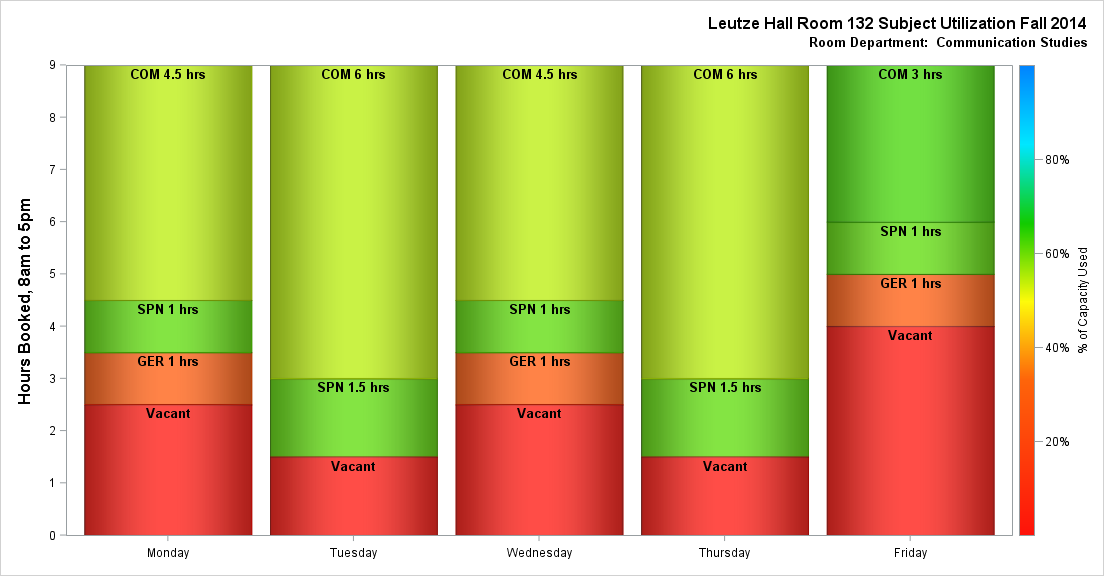 Leutze Hall Room 132 Subject Utilization Fall 2014
Room Department:  Communication Studies
Hours Booked, 8am to 5pm
9
8
7
6
5
4
3
2
1
0
COM 4.5 hrs
SPN 1 hrs
GER 1 hrs
Vacant
Monday
COM 6 hrs
SPN 1.5 hrs
Vacant
Tuesday
COM 4.5 hrs
SPN 1 hrs
GER 1 hrs
Vacant
Wednesday
COM 6 hrs
SPN 1.5 hrs
Vacant
Thursday
COM 3 hrs
SPN 1 hrs
GER 1 hrs
Vacant
Friday
80%
60%
40%
20%
% of Capacity Used